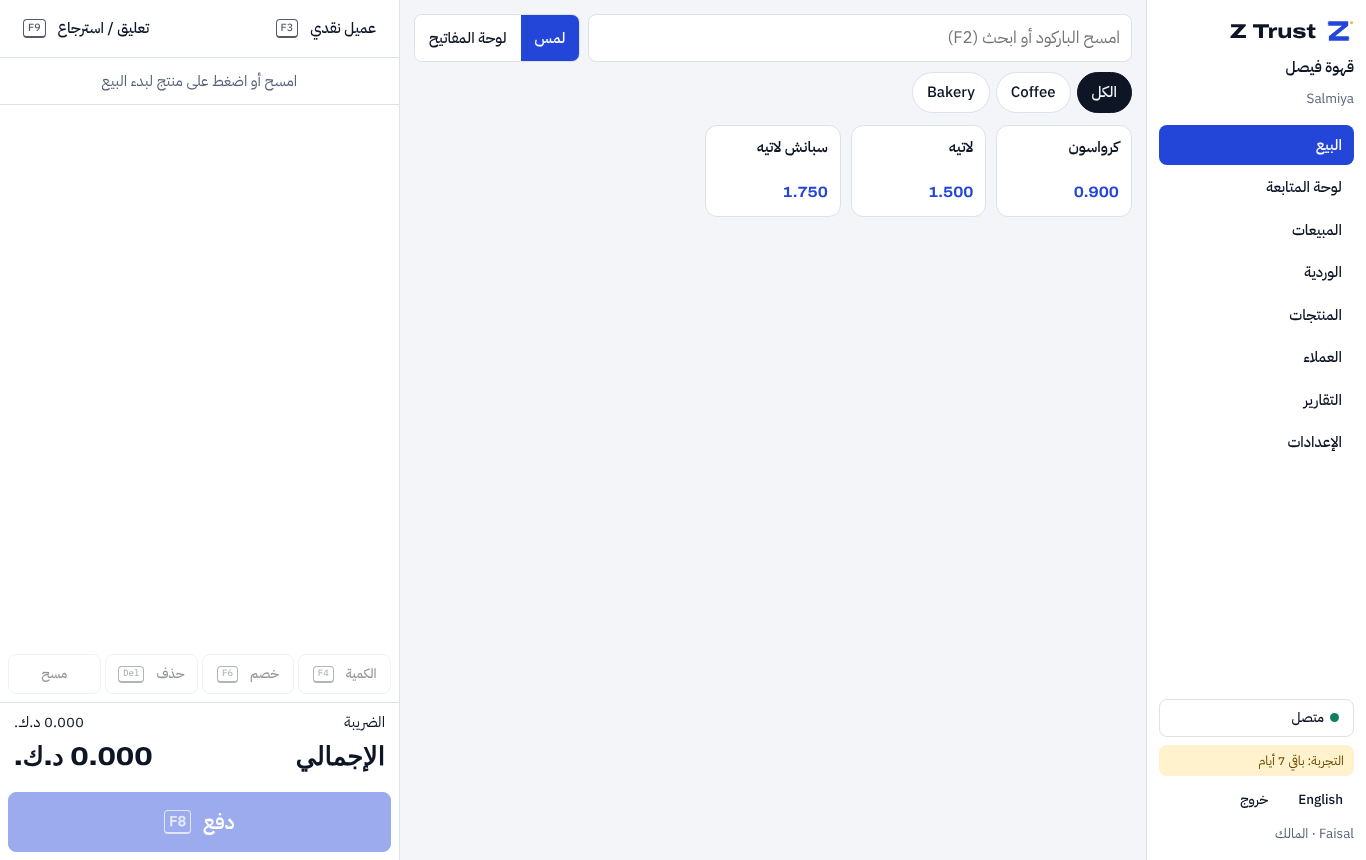 Z Trust
قهوة فيصل
Salmiya
البيع
لوحة المتابعة
المبيعات
الوردية
المنتجات
العملاء
التقارير
الإعدادات
متصل
التجربة: باقي 7 أيام
English خروج
Faisal · المالك
امسح الباركود أو ابحث (F2)
لمس لوحة المفاتيح
الكل Coffee Bakery
كرواسون لاتيه سبانش لاتيه
0.900 1.500 1.750
عميل نقدي F3 تعليق / استرجاع F9
امسح أو اضغط على منتج لبدء البيع
الكمية F4 خصم F6 حذف Del مسح
الضريبة 0.000 د.ك.
الإجمالي 0.000 د.ك.
دفع F8